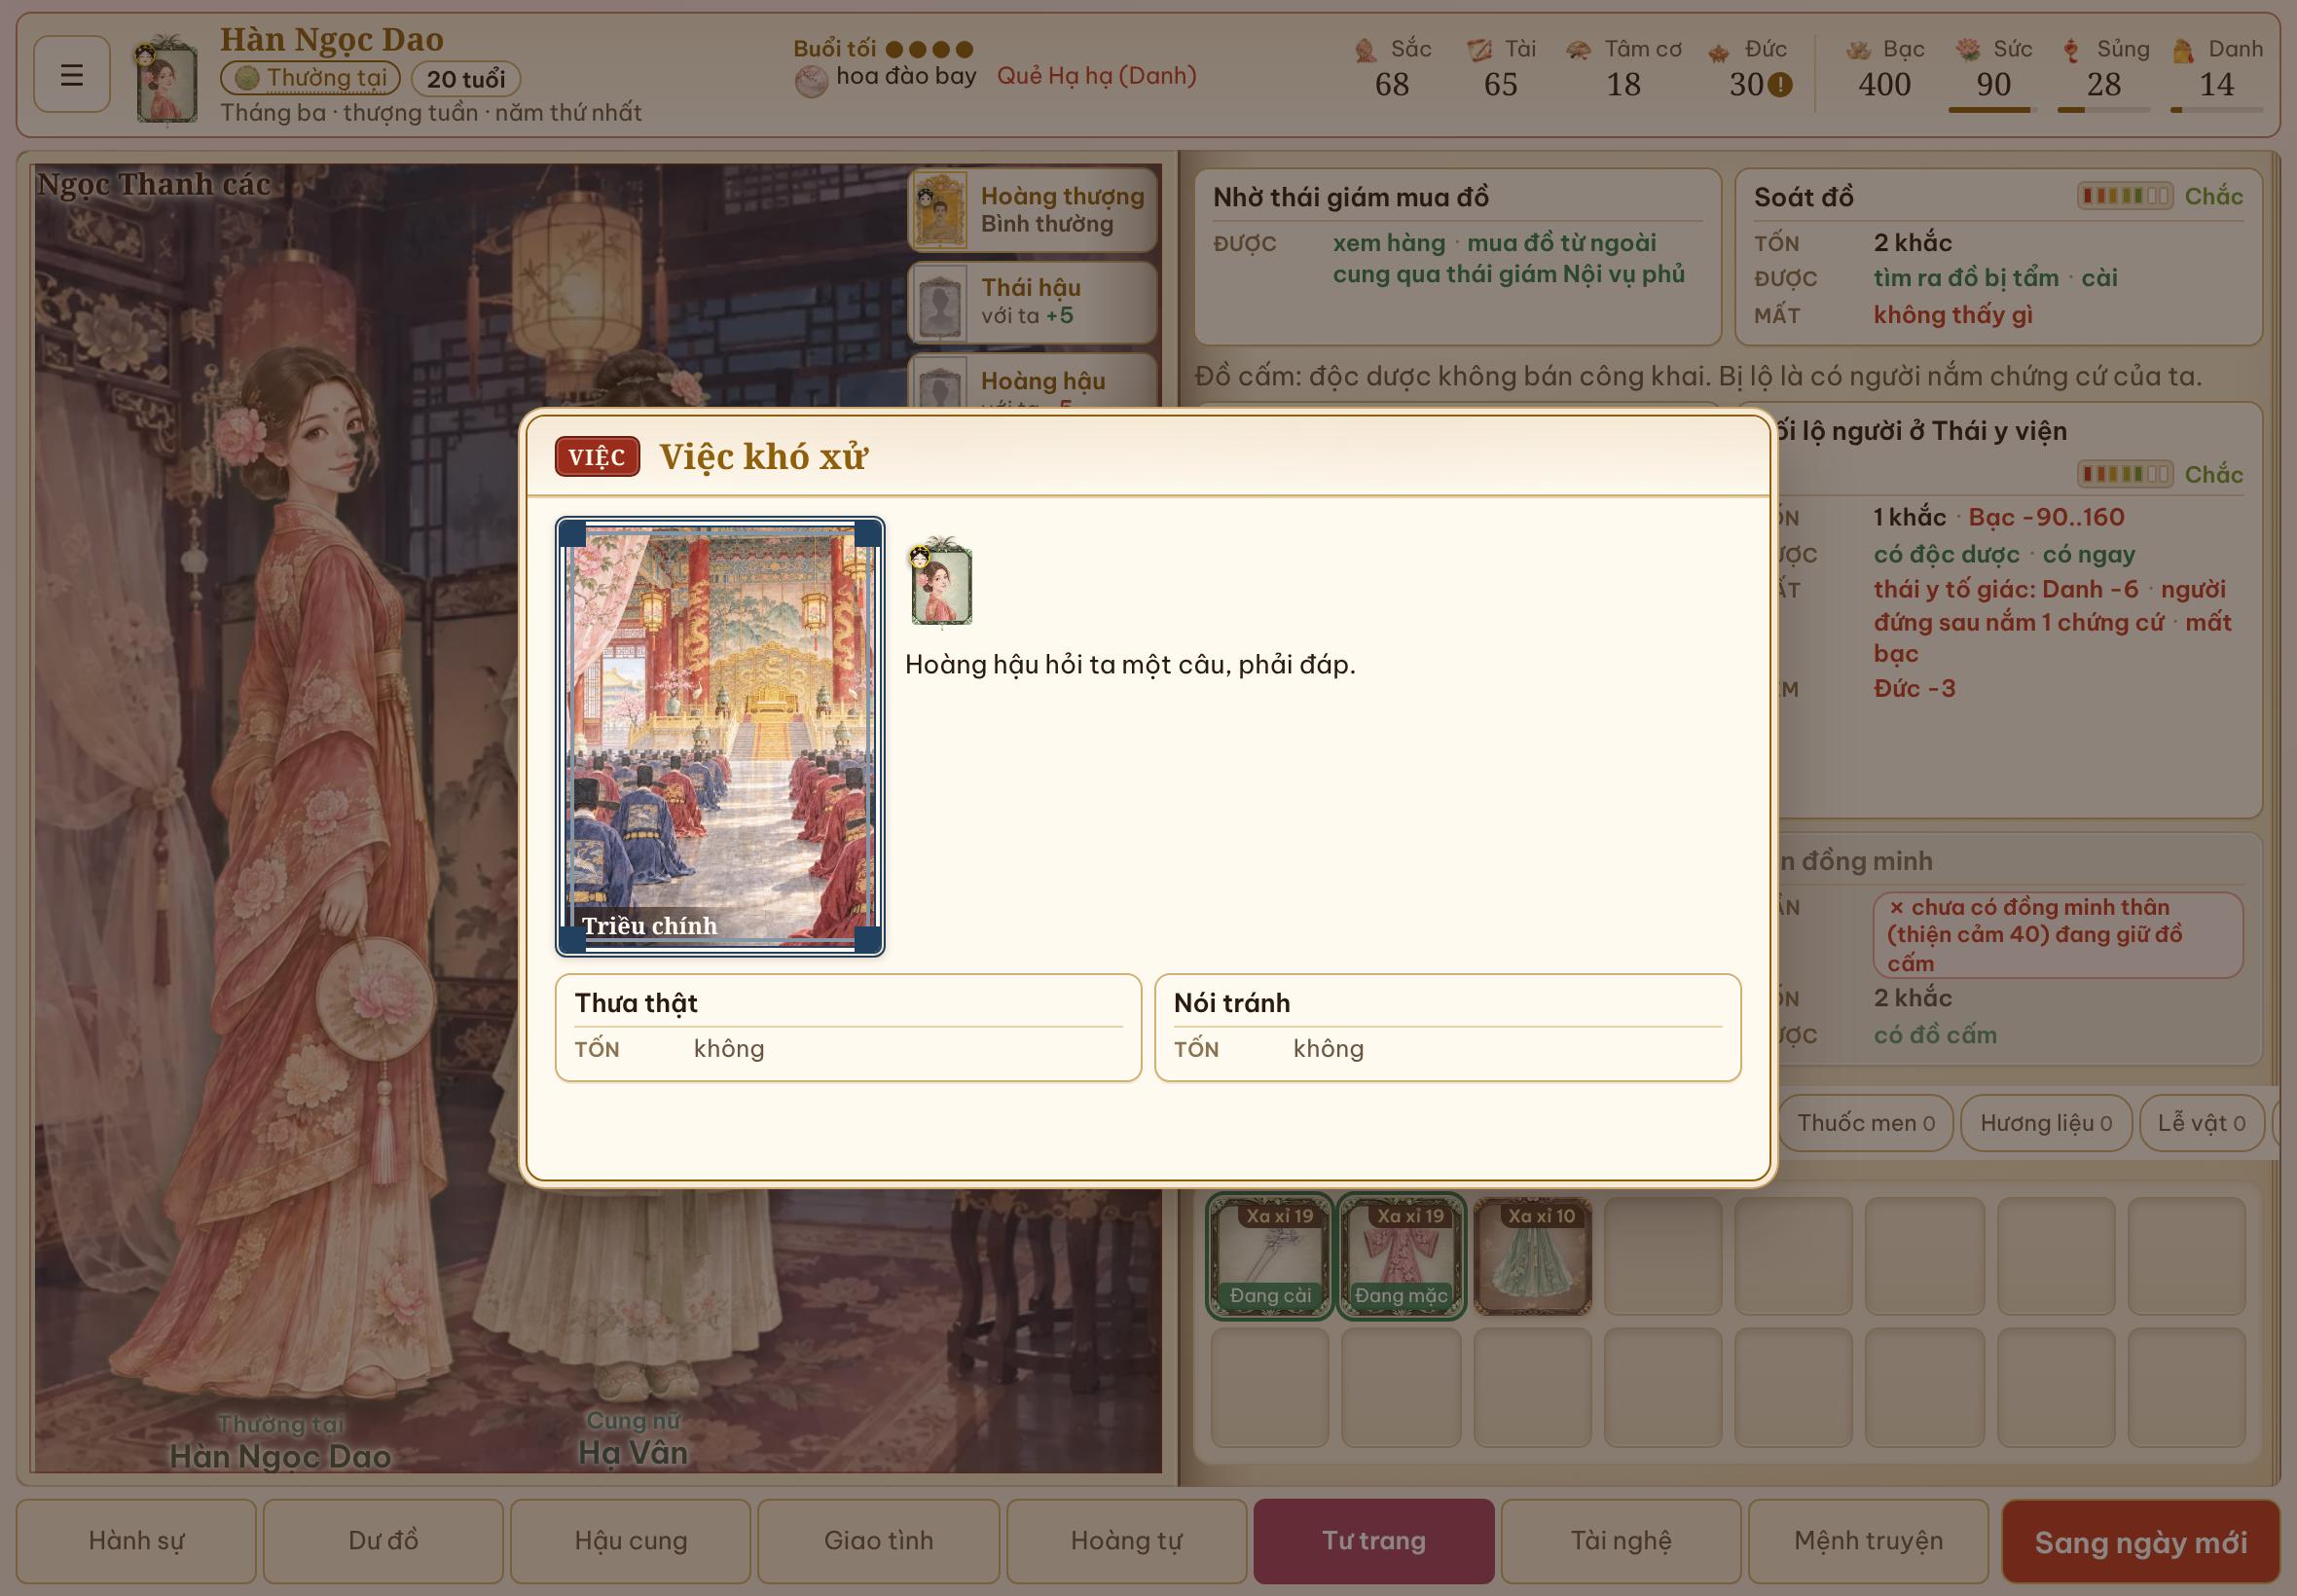 Hàn Ngọc Dao
Thường tại
20 tuổi
Tháng ba · thượng tuần · năm thứ nhất
Buổi tối
hoa đào bay
Quẻ Hạ hạ (Danh)
Sắc
68
Tài
65
Tâm cơ
18
Đức
30
!
Bạc
400
Sức
90
Sủng
28
Danh
14
Ngọc Thanh các
Hoàng thượng
Bình thường
Thái hậu
với ta +5
Hoàng hậu
Thường tại
Hàn Ngọc Dao
Cung nữ
Hạ Vân
Nhờ thái giám mua đồ
ĐƯỢC
xem hàng · mua đồ từ ngoài
cung qua thái giám Nội vụ phủ
Soát đồ
Chắc
TỐN
2 khắc
ĐƯỢC
tìm ra đồ bị tẩm · cài
MẤT
không thấy gì
Đồ cấm: độc dược không bán công khai. Bị lộ là có người nắm chứng cứ của ta.
lộ người ở Thái y viện
Chắc
1 khắc · Bạc -90..160
có độc dược · có ngay
thái y tố giác: Danh -6 · người
đứng sau nắm 1 chứng cứ · mất
bạc
Đức -3
đồng minh
× chưa có đồng minh thân
(thiện cảm 40) đang giữ đồ
cấm
2 khắc
có đồ cấm
Thuốc men 0
Hương liệu 0
Lễ vật 0
Xa xỉ 19
Đang cài
Xa xỉ 19
Đang mặc
Xa xỉ 10
VIỆC
Việc khó xử
Triều chính
Hoàng hậu hỏi ta một câu, phải đáp.
Thưa thật
TỐN
không
Nói tránh
TỐN
không
Hành sự
Dư đồ
Hậu cung
Giao tình
Hoàng tự
Tư trang
Tài nghệ
Mệnh truyện
Sang ngày mới